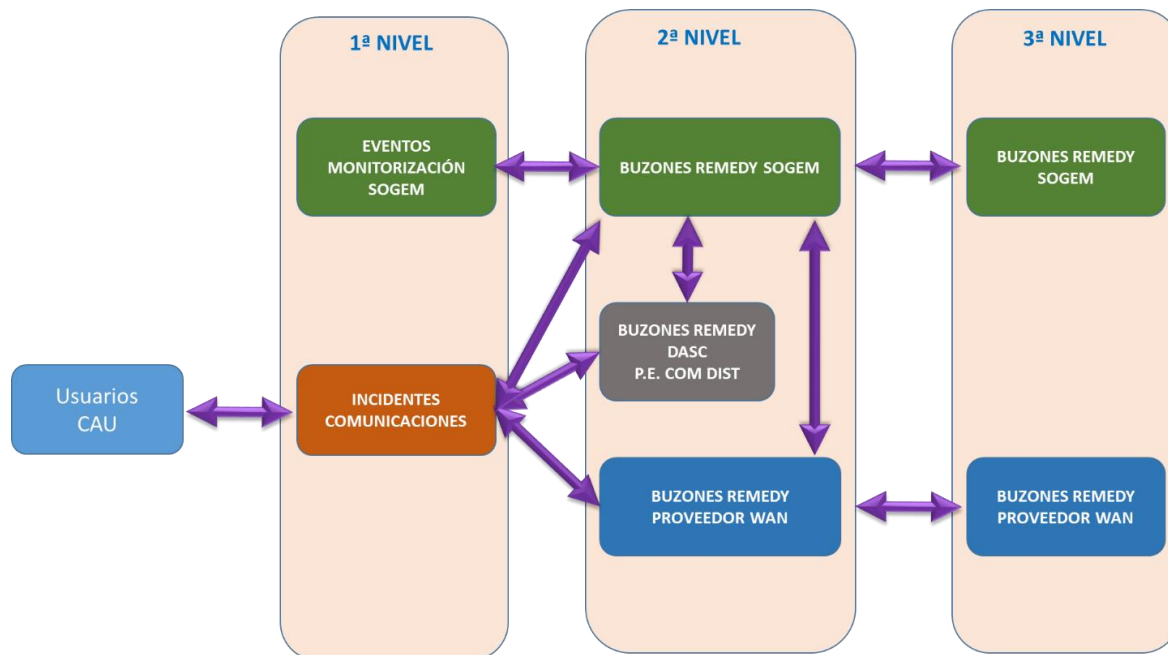 1ª NIVEL
2ª NIVEL
3ª NIVEL
EVENTOS
MONITORIZACIÓN
SOGEM
BUZONES REMEDY SOGEM
BUZONES REMEDY
SOGEM
BUZONES REMEDY
DASC
P.E. COM DIST
Usuarios
CAU
INCIDENTES
COMUNICACIONES
BUZONES REMEDY
PROVEEDOR WAN
BUZONES REMEDY
PROVEEDOR WAN